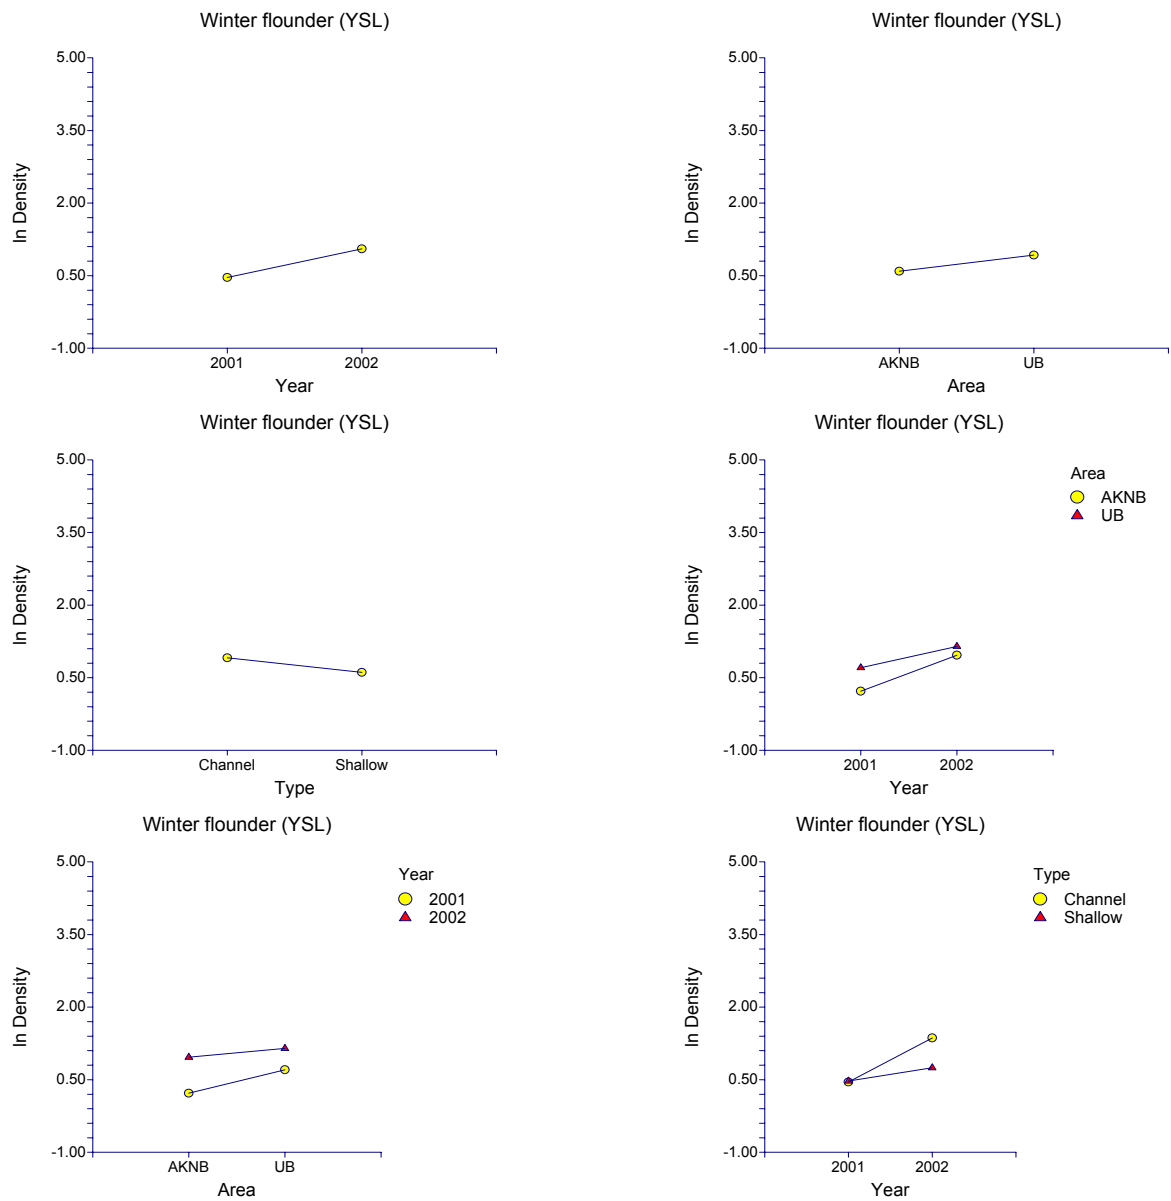 Winter flounder (YSL)
5.00
3.50
2.00
0.50
-1.00
ln Density
2001 2002
Year
Winter flounder (YSL)
5.00
3.50
2.00
0.50
-1.00
ln Density
AKNB UB
Area
Winter flounder (YSL)
5.00
3.50
2.00
0.50
-1.00
ln Density
Channel Shallow
Type
Winter flounder (YSL)
5.00
3.50
2.00
0.50
-1.00
ln Density
Area
AKNB
UB
2001 2002
Year
Winter flounder (YSL)
5.00
3.50
2.00
0.50
-1.00
ln Density
Year
2001
2002
AKNB UB
Area
Winter flounder (YSL)
5.00
3.50
2.00
0.50
-1.00
ln Density
Type
Channel
Shallow
2001 2002
Year